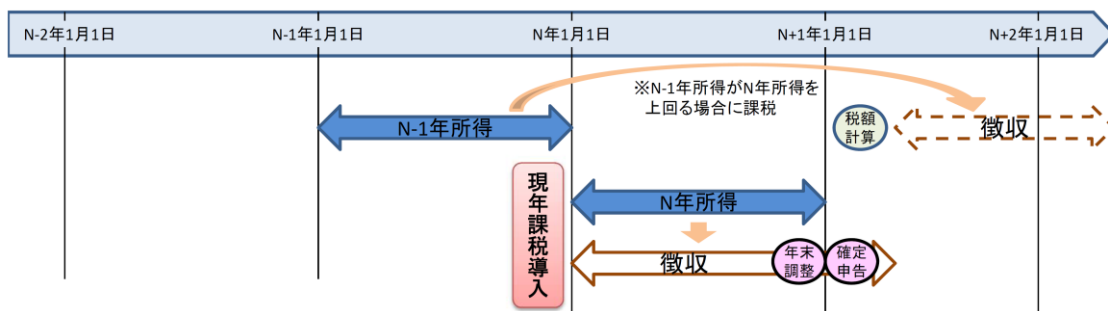 N-2年1月1日
N-1年1月1日
N年1月1日
N+1年1月1日
N+2年1月1日
※N-1年所得がN年所得を
上回る場合に課税
N-1年所得
税額
計算
徴収
現年課税導入
N年所得
徴収
年末
調整
確定
申告